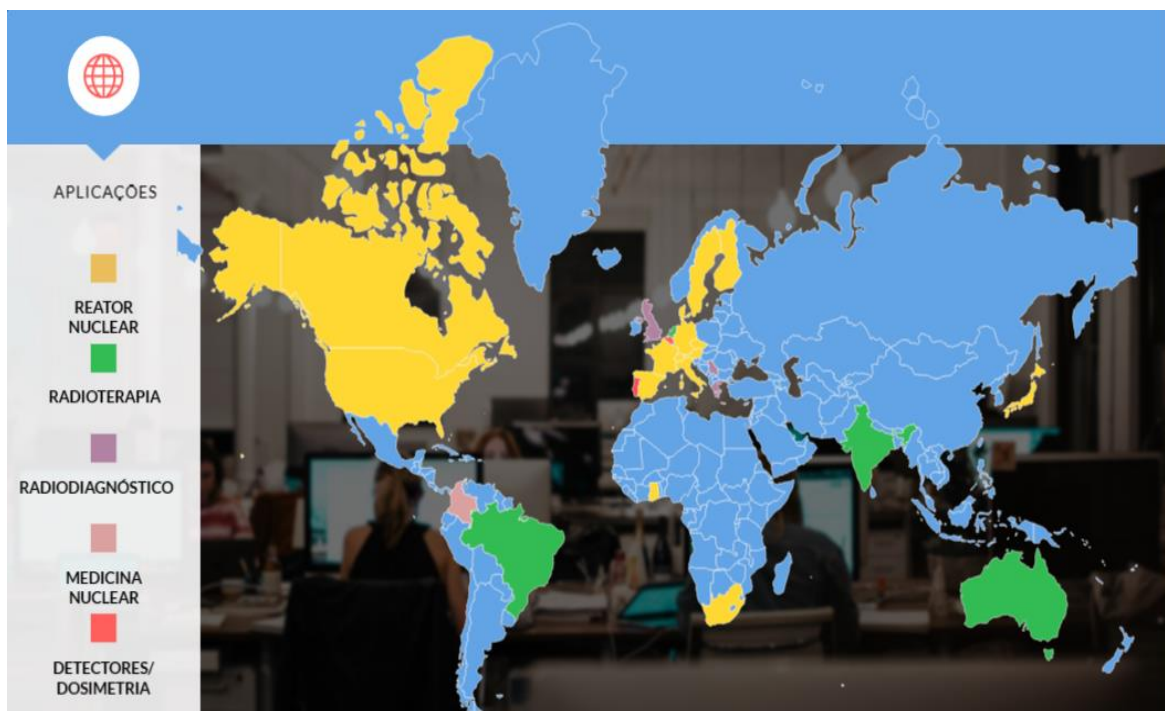 APLICAÇÕES
REATOR
NUCLEAR
RADIOTERAPIA
RADIODIAGNÓSTICO
MEDICINA
NUCLEAR
DETECTORES/
DOSIMETRIA